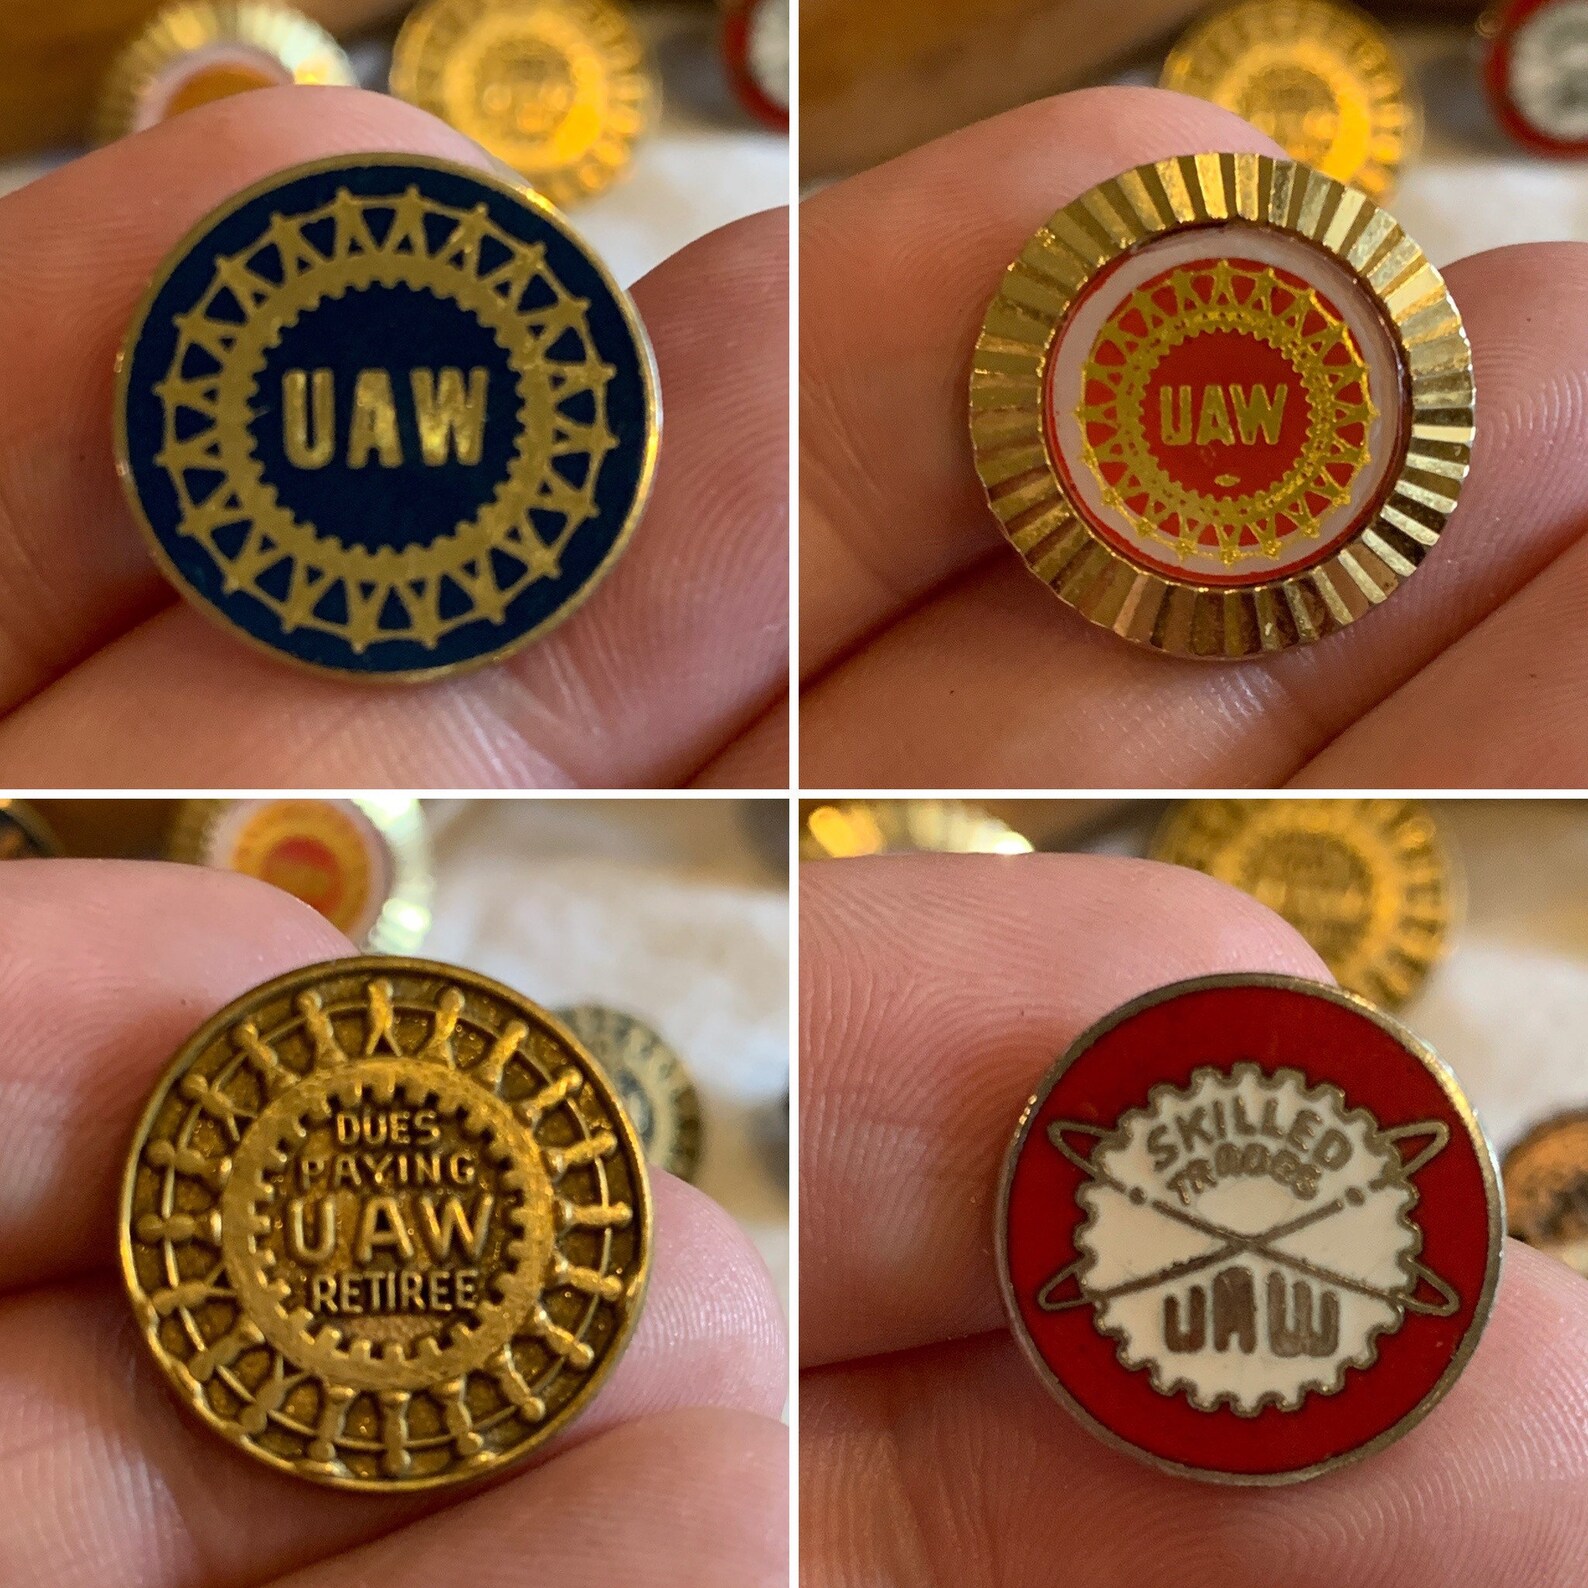 UAW
UAW
DUES
PAYING
UAW
RETIREE
SKILLED
TRADES
UAW